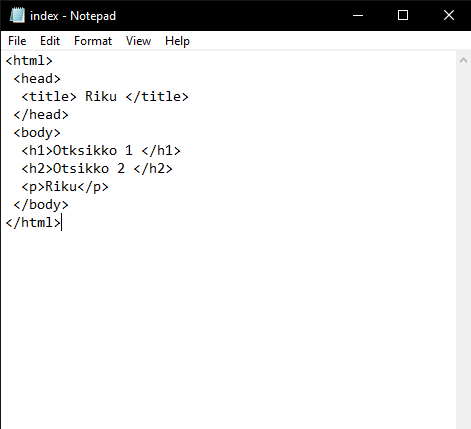 index - Notepad
File Edit Format View Help
<html>
<head>
<title> Riku </title>
</head>
<body>
<h1>Otksikko 1 </h1>
<h2>Otsikko 2 </h2>
<p>Riku</p>
</body>
</html>